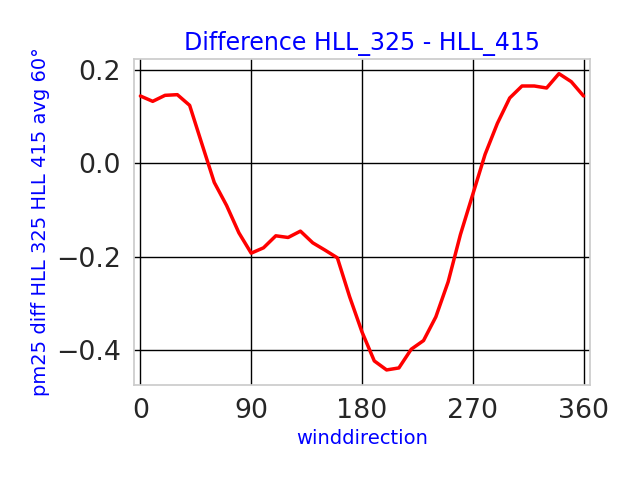 Difference HLL_325 - HLL_415
pm25 diff HLL 325 HLL 415 avg 60°
0.2
0.0
−0.2
−0.4
0 90 180 270 360
winddirection